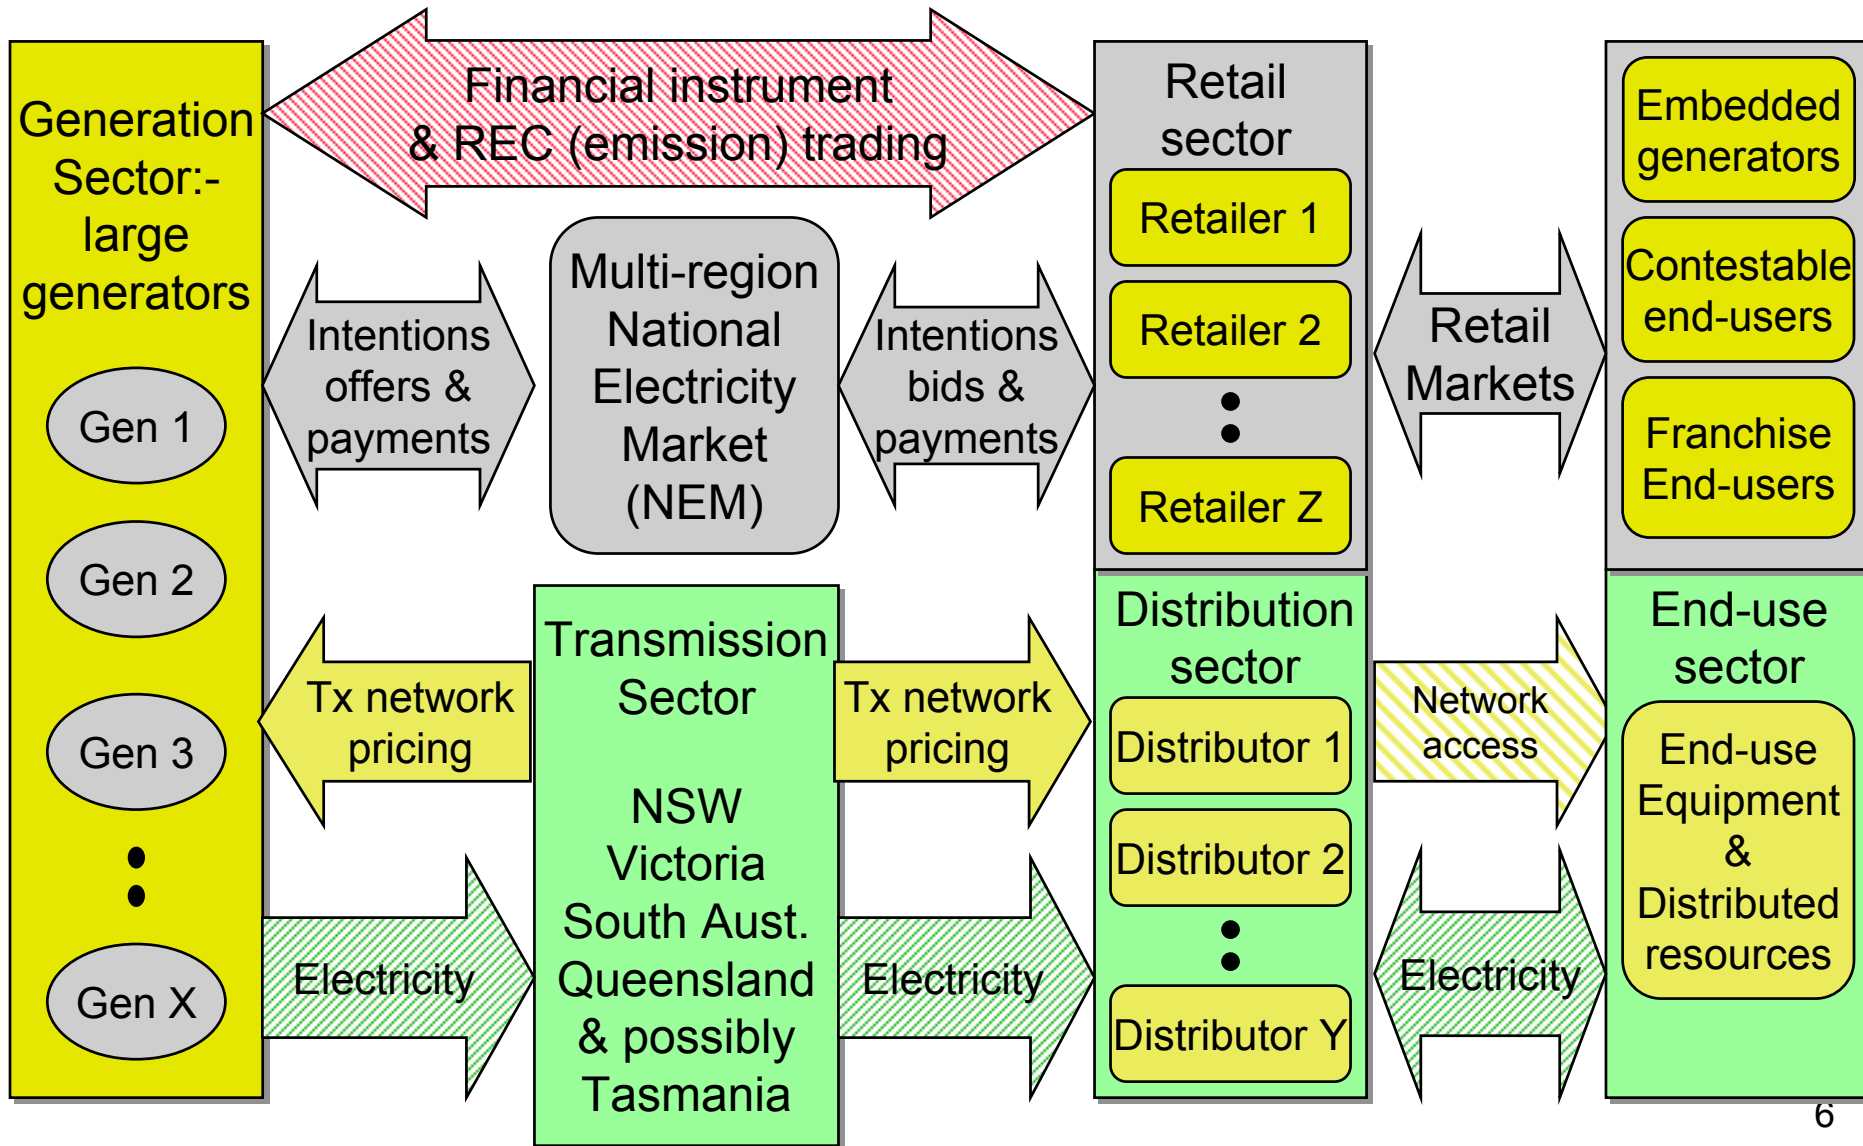 Generation
Sector:-
large
generators
Gen 1
Gen 2
Gen 3
Gen X
Financial instrument
& REC (emission) trading
Intentions
offers &
payments
Multi-region
National
Electricity
Market
(NEM)
Intentions
bids &
payments
Tx network
pricing
Transmission
Sector
NSW
Victoria
South Aust.
Queensland
& possibly
Tasmania
Tx network
pricing
Electricity
Electricity
Retail
sector
Retailer 1
Retailer 2
Retailer Z
Distribution
sector
Distributor 1
Distributor 2
Distributor Y
Retail
Markets
Network
access
Electricity
Embedded
generators
Contestable
end-users
Franchise
End-users
End-use
sector
End-use
Equipment
&
Distributed
resources
6